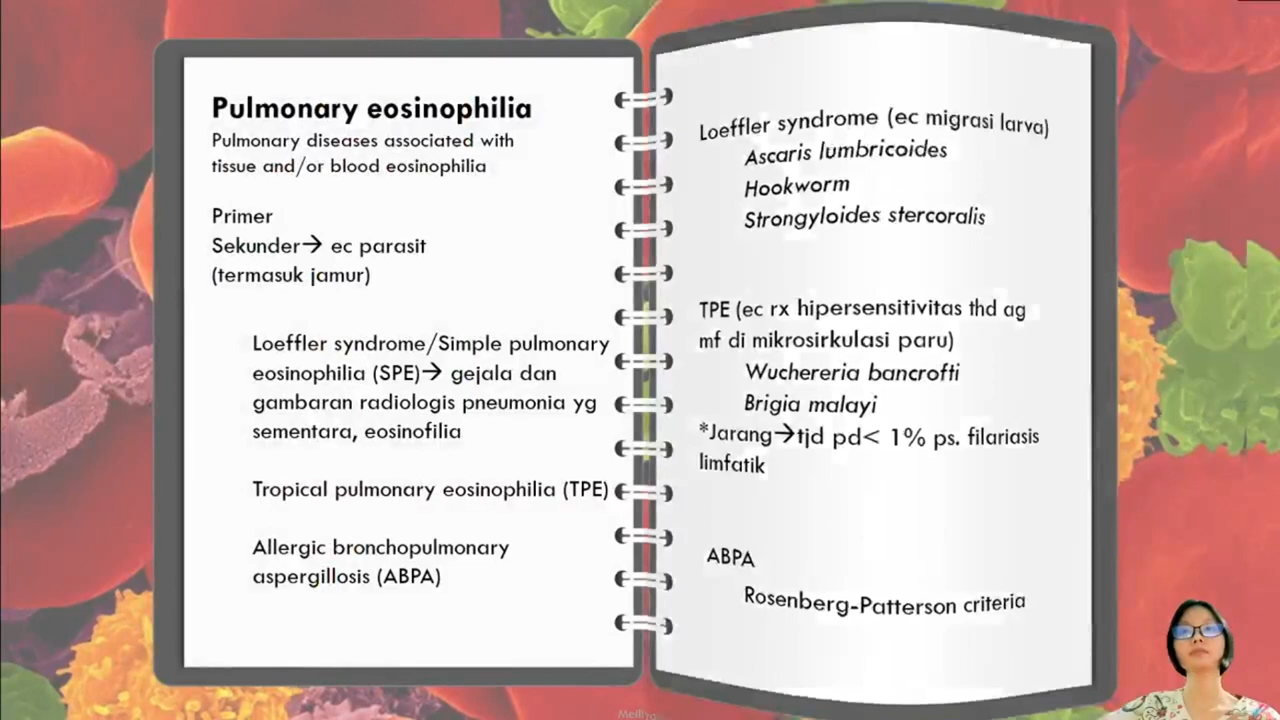 Pulmonary eosinophilia
Pulmonary diseases associated with
tissue and/or blood eosinophilia
Primer
Sekunder→ ec parasit
(termasuk jamur)
Loeffler syndrome/Simple pulmonary
eosinophilia (SPE)→ gejala dan
gambaran radiologis pneumonia yg
sementara, eosinofilia
Tropical pulmonary eosinophilia (TPE)
Allergic bronchopulmonary
aspergillosis (ABPA)
Loeffler syndrome (ec migrasi larva)
Ascaris lumbricoides
Hookworm
Strongyloides stercoralis
TPE (ec rx hipersensitivitas thd ag
mf di mikrosirkulasi paru)
Wuchereria bancrofti
Brigia malayi
*Jarang→tjd pd< 1% ps. filariasis
limfatik
ABPA
Rosenberg-Patterson criteria